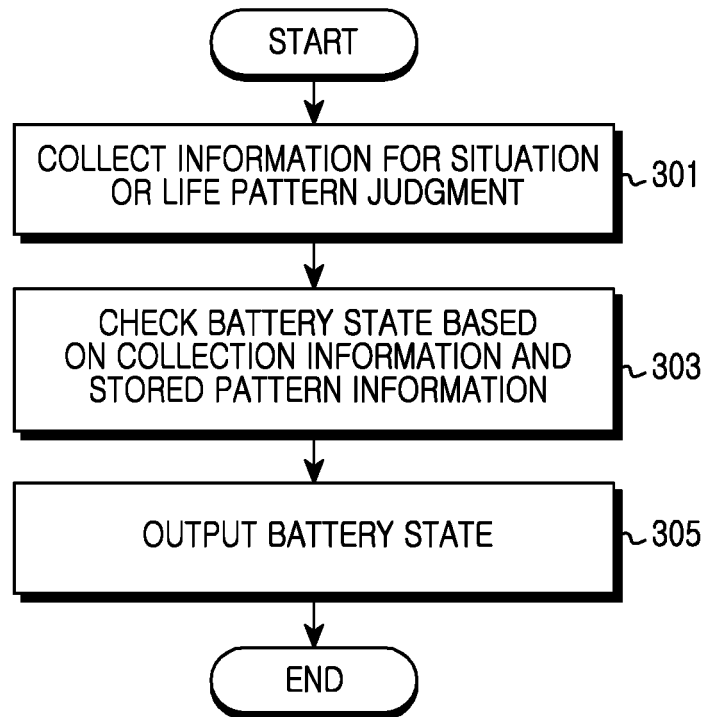 START
COLLECT INFORMATION FOR SITUATION
OR LIFE PATTERN JUDGMENT
301
CHECK BATTERY STATE BASED
ON COLLECTION INFORMATION AND
STORED PATTERN INFORMATION
303
OUTPUT BATTERY STATE
305
END